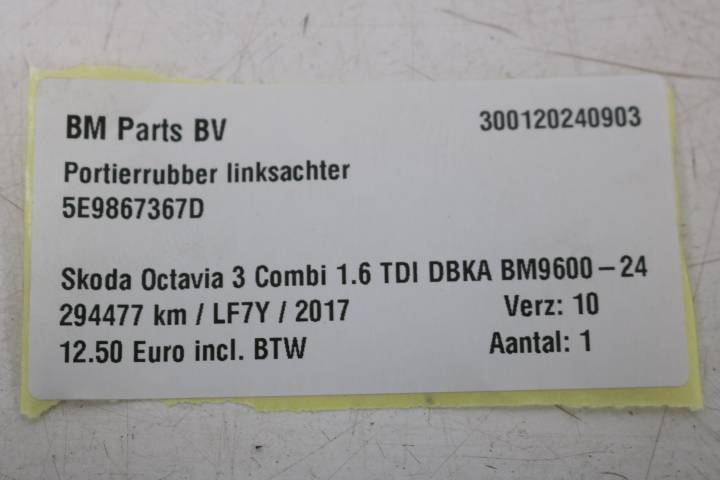 BM Parts BV 300120240903
Portierrubber linksachter
5E9867367D
Skoda Octavia 3 Combi 1.6 TDI DBKA BM9600-24
294477 km / LF7Y / 2017 Verz: 10
12.50 Euro incl. BTW Aantal: 1